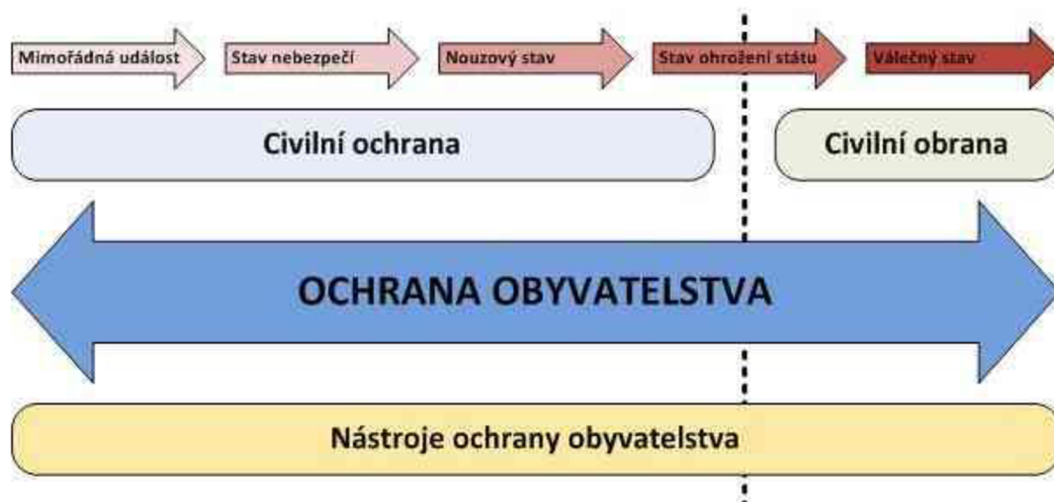 Mimořádná událost
Stav nebezpečí
Nouzový stav
Stav ohrožení státu
Válečný stav
Civilní ochrana
Civilní obrana
OCHRANA OBYVATELSTVA
Nástroje ochrany obyvatelstva